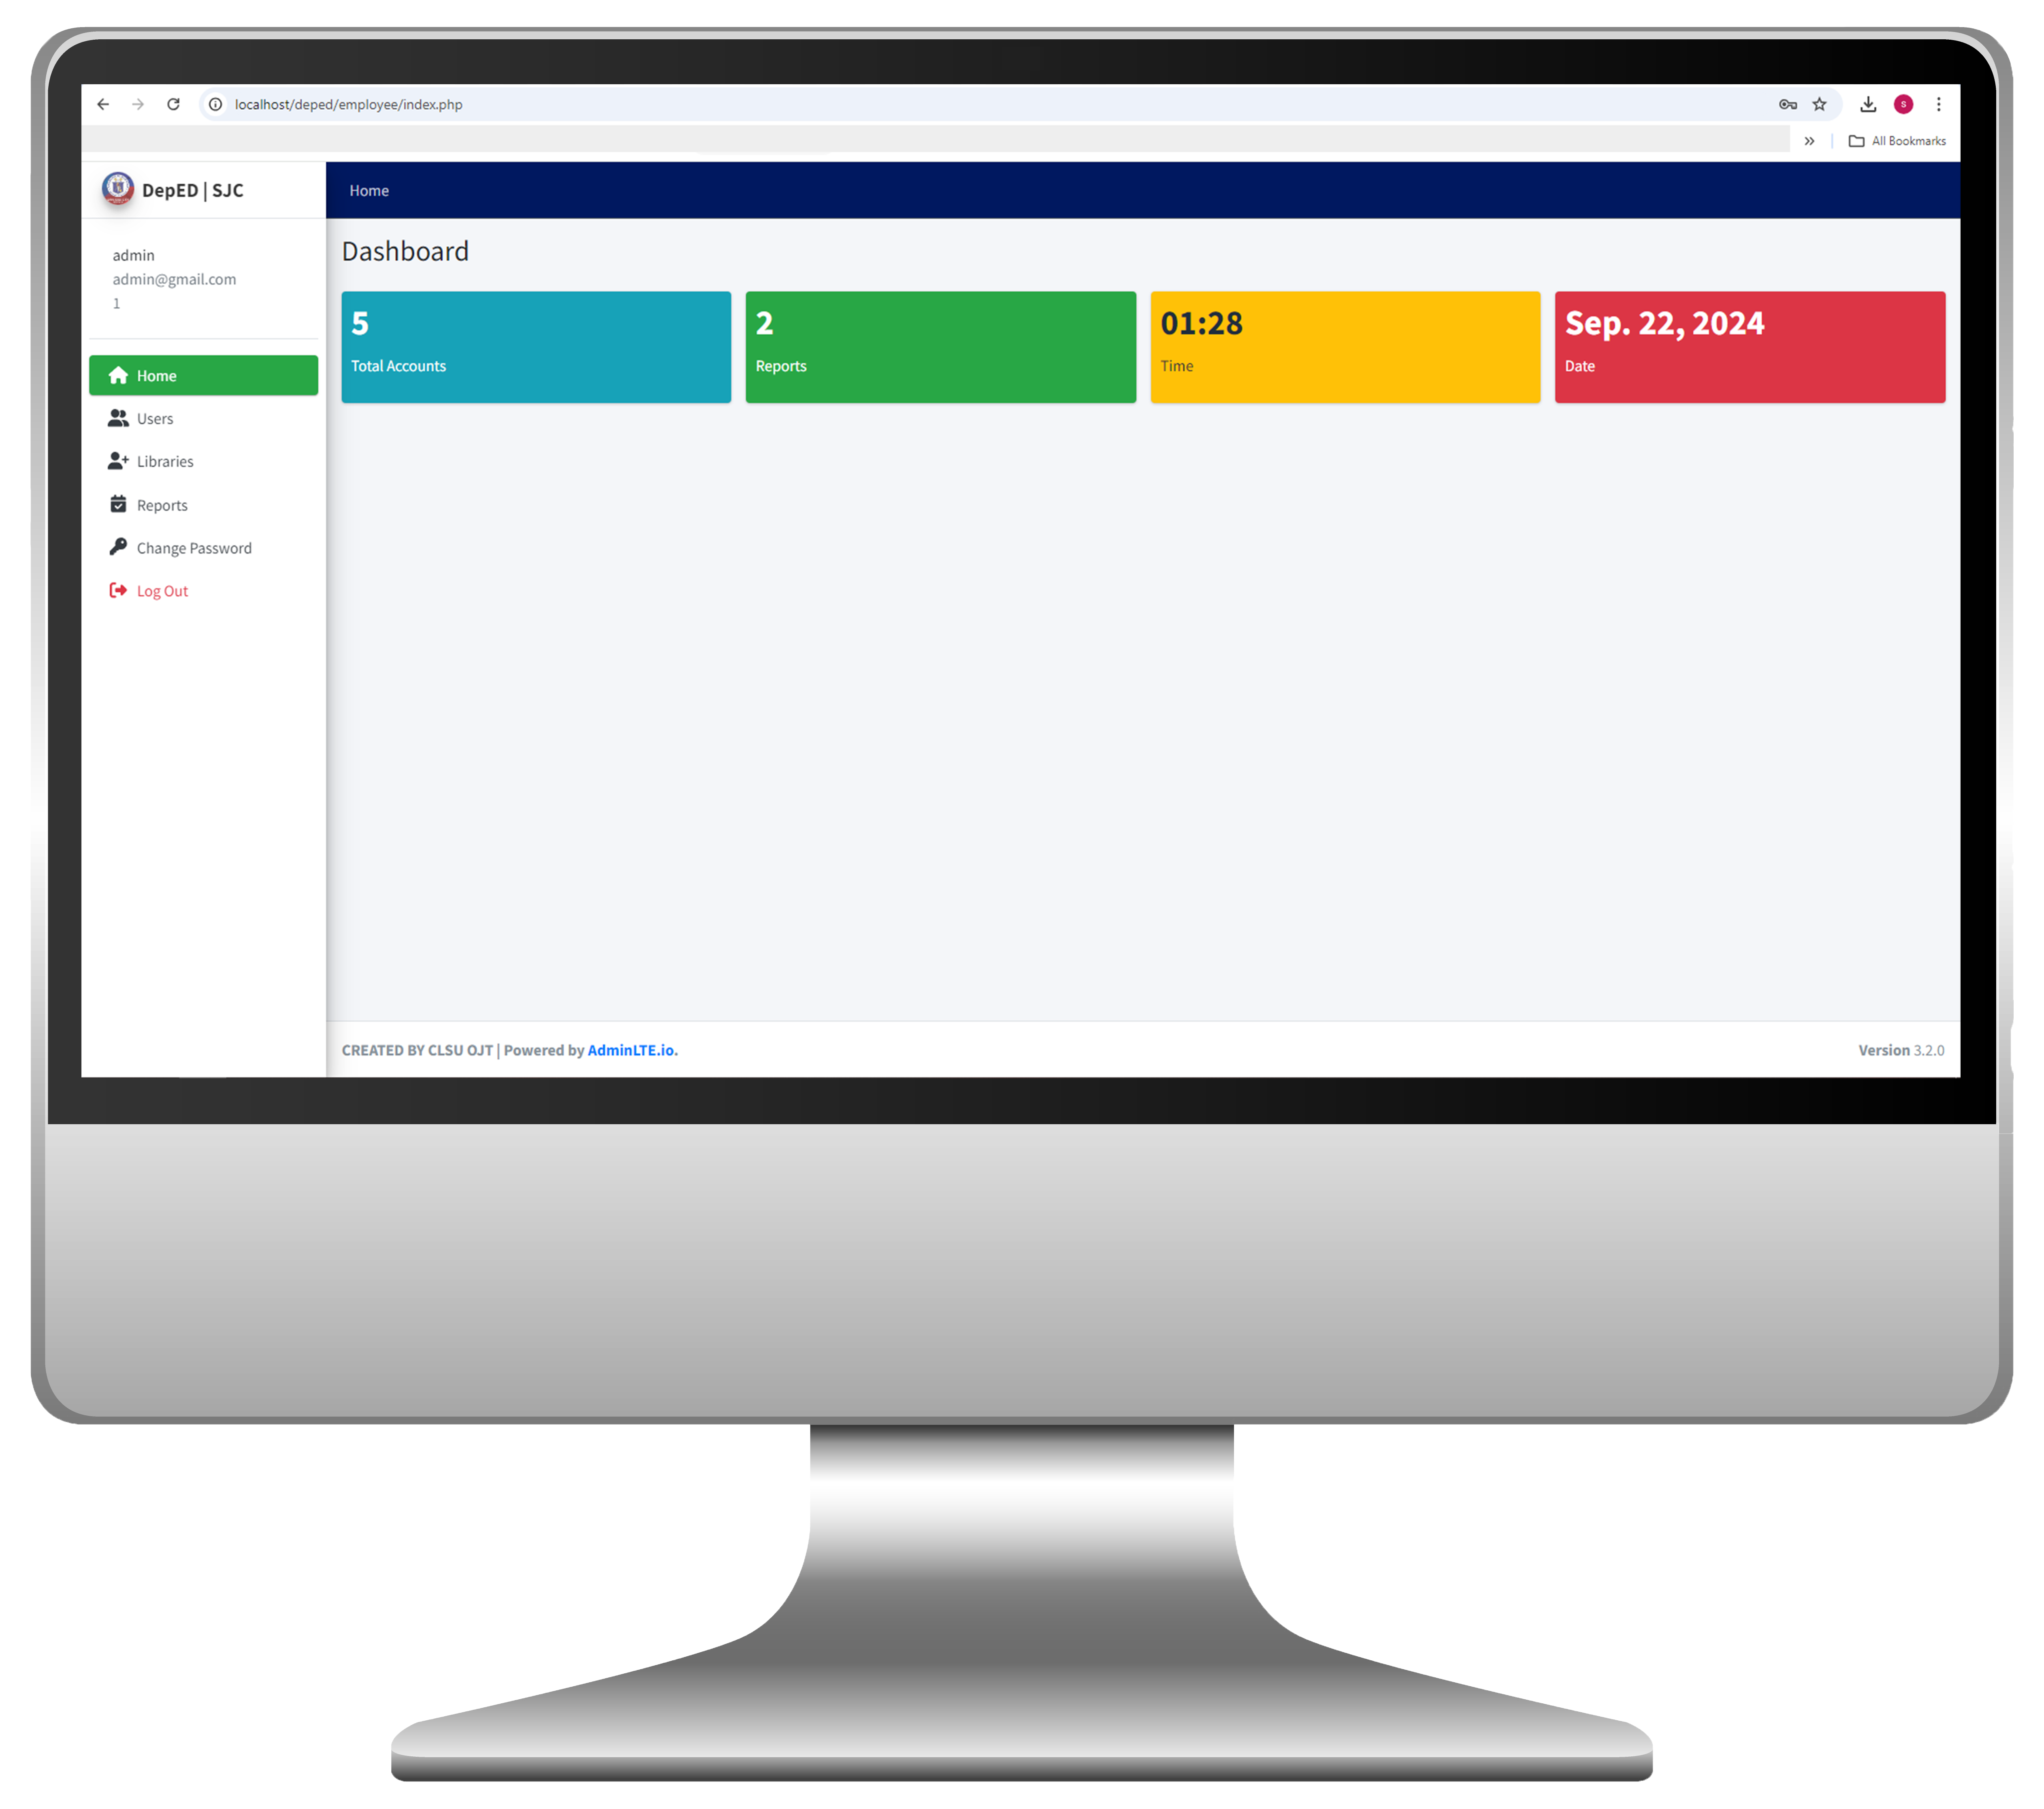 localhost/deped/employee/index.php
S
All Bookmarks
DepED | SJC
Home
admin
admin@gmail.com
1
Home
Users
Libraries
Reports
Change Password
Log Out
Dashboard
5
Total Accounts
2
Reports
01:28
Time
Sep. 22, 2024
Date
CREATED BY CLSU OJT | Powered by AdminLTE.io.
Version 3.2.0